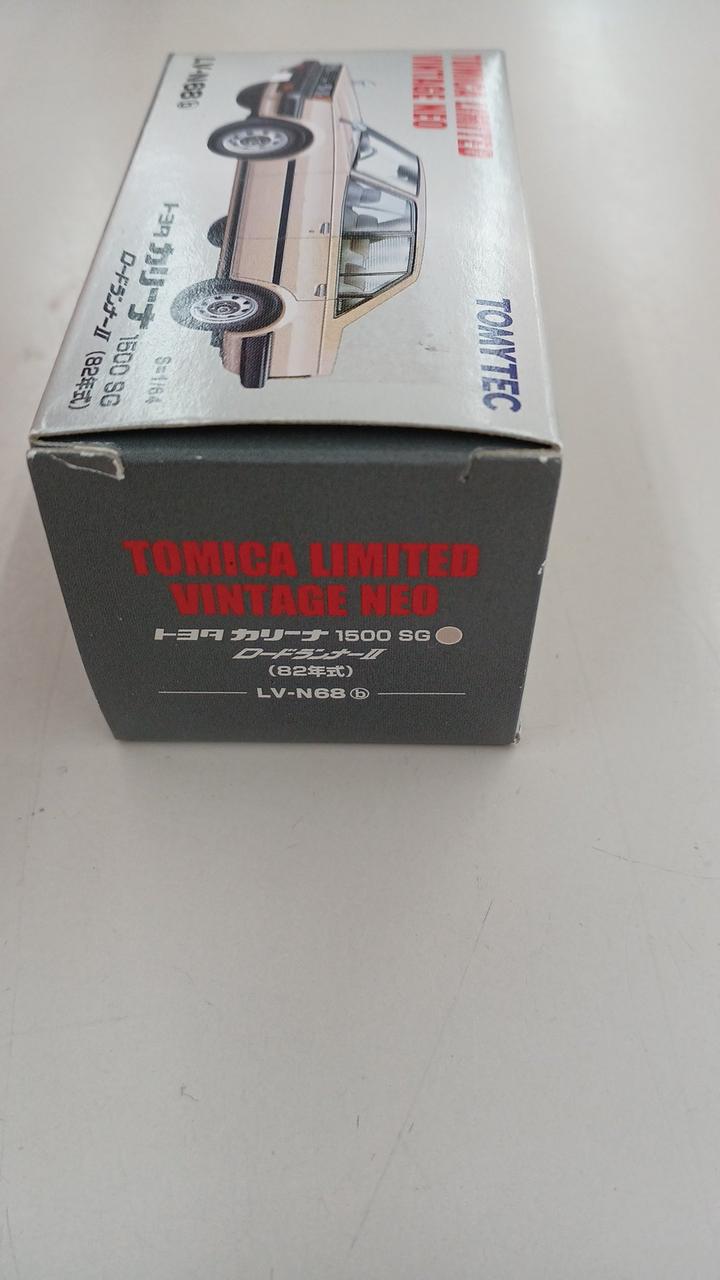 TOMICA LIMITED
VINTAGE NEO
TOMYTEC
LV-N68ⓑ
トヨタ カリーナ 1500 SG
ロードランナーⅡ (82年式)
S=1/64
TOMICA LIMITED
VINTAGE NEO
トヨタ カリーナ 1500 SG
ロードランナーⅡ
(82年式)
LV-N68 ⓑ